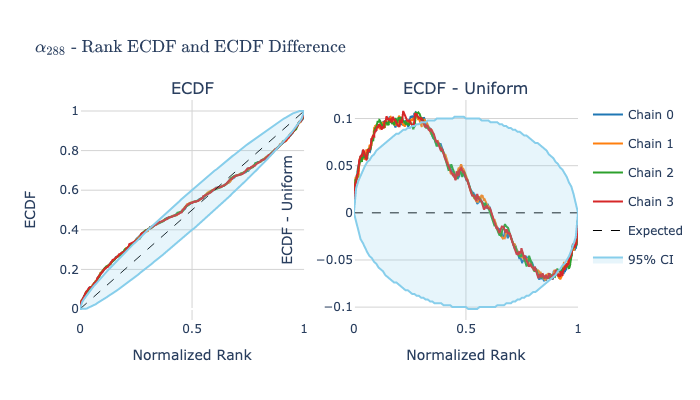 α₂₈₈ - Rank ECDF and ECDF Difference
ECDF
ECDF - Uniform
1
0.8
0.6
0.4
0.2
0
0
0.5
1
ECDF
Normalized Rank
0.1
0.05
0
−0.05
−0.1
0
0.5
1
ECDF - Uniform
Normalized Rank
Chain 0
Chain 1
Chain 2
Chain 3
Expected
95% CI